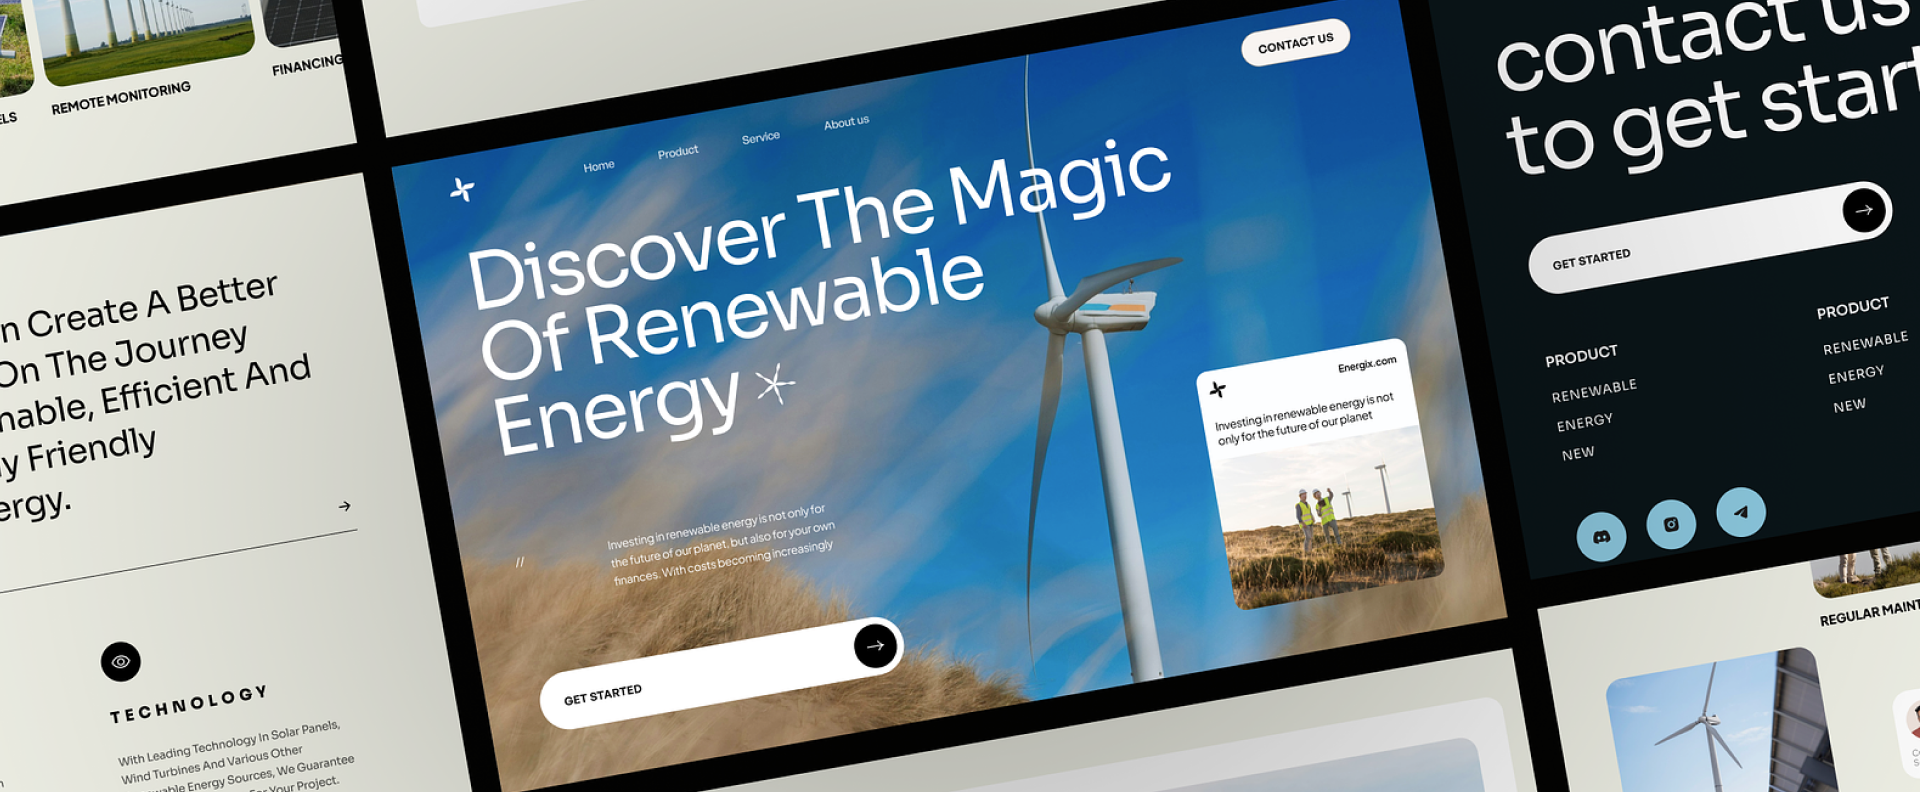 ELS
REMOTE MONITORING
FINANCING
n Create A Better
On The Journey
nable, Efficient And
ly Friendly
ergy.
TECHNOLOGY
With Leading Technology In Solar Panels,
Wind Turbines And Various Other
wable Energy Sources, We Guarantee
For Your Project.
Home
Product
Service
About us
CONTACT US
Discover The Magic
Of Renewable
Energy
//
Investing in renewable energy is not only for
the future of our planet, but also for your own
finances. With costs becoming increasingly
GET STARTED
Energix.com
Investing in renewable energy is not
only for the future of our planet
contact us
to get start
GET STARTED
PRODUCT
RENEWABLE
ENERGY
NEW
PRODUCT
RENEWABLE
ENERGY
NEW
REGULAR MAINT